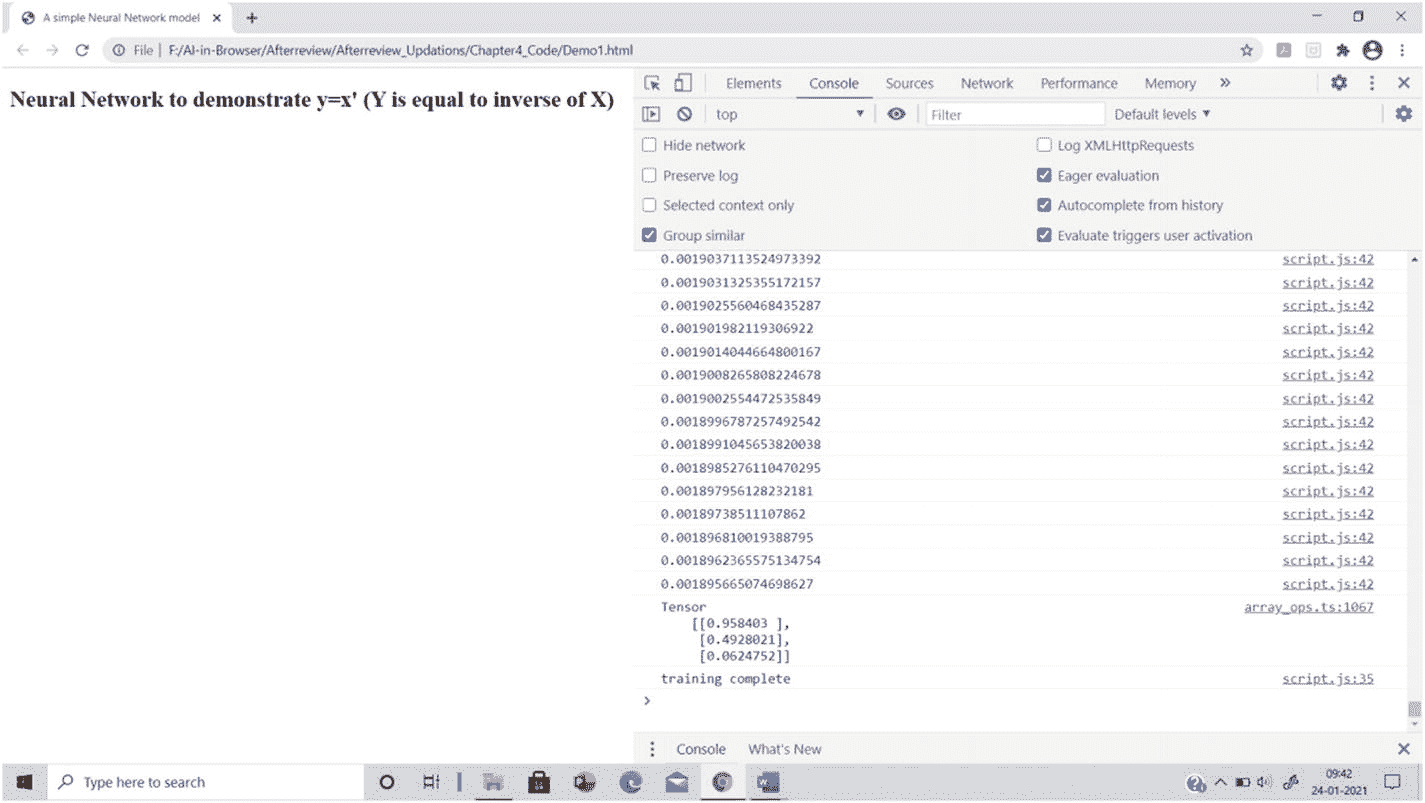 A simple Neural Network model
File | F:/AI-in-Browser/Afterreview/Afterreview_Updations/Chapter4_Code/Demo1.html
Neural Network to demonstrate y=x' (Y is equal to inverse of X)
Elements Console Sources Network Performance Memory
top Filter Default levels
Hide network Log XMLHttpRequests
Preserve log Eager evaluation
Selected context only Autocomplete from history
Group similar Evaluate triggers user activation
0.0019037113524973392 script.js:42
0.0019031325355172157 script.js:42
0.0019025560468435287 script.js:42
0.001901982119306922 script.js:42
0.0019014044664800167 script.js:42
0.0019008265808224678 script.js:42
0.0019002554472535849 script.js:42
0.0018996787257492542 script.js:42
0.0018991045653820038 script.js:42
0.0018985276110470295 script.js:42
0.001897956128232181 script.js:42
0.001897385111078​62 script.js:42
0.001896810019388795 script.js:42
0.0018962365575134754 script.js:42
0.001895665074698627 script.js:42
Tensor array_ops.ts:1067
[[0.958403 ],
[0.4928021],
[0.0624752]]
training complete script.js:35
Console What's New
Type here to search
09:42
24-01-2021